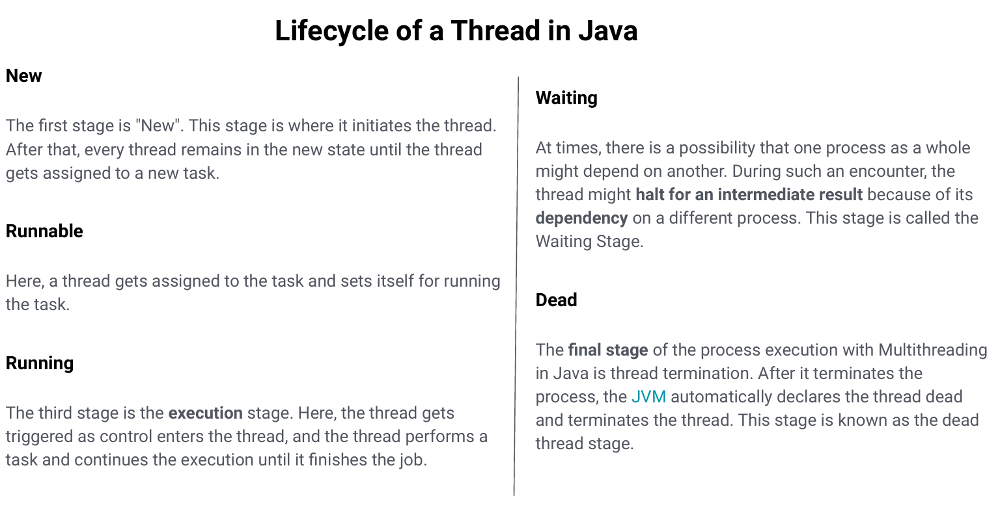 Lifecycle of a Thread in Java
New
The first stage is "New". This stage is where it initiates the thread.
After that, every thread remains in the new state until the thread
gets assigned to a new task.
Runnable
Here, a thread gets assigned to the task and sets itself for running
the task.
Running
The third stage is the execution stage. Here, the thread gets
triggered as control enters the thread, and the thread performs a
task and continues the execution until it finishes the job.
Waiting
At times, there is a possibility that one process as a whole
might depend on another. During such an encounter, the
thread might halt for an intermediate result because of its
dependency on a different process. This stage is called the
Waiting Stage.
Dead
The final stage of the process execution with Multithreading
in Java is thread termination. After it terminates the
process, the JVM automatically declares the thread dead
and terminates the thread. This stage is known as the dead
thread stage.